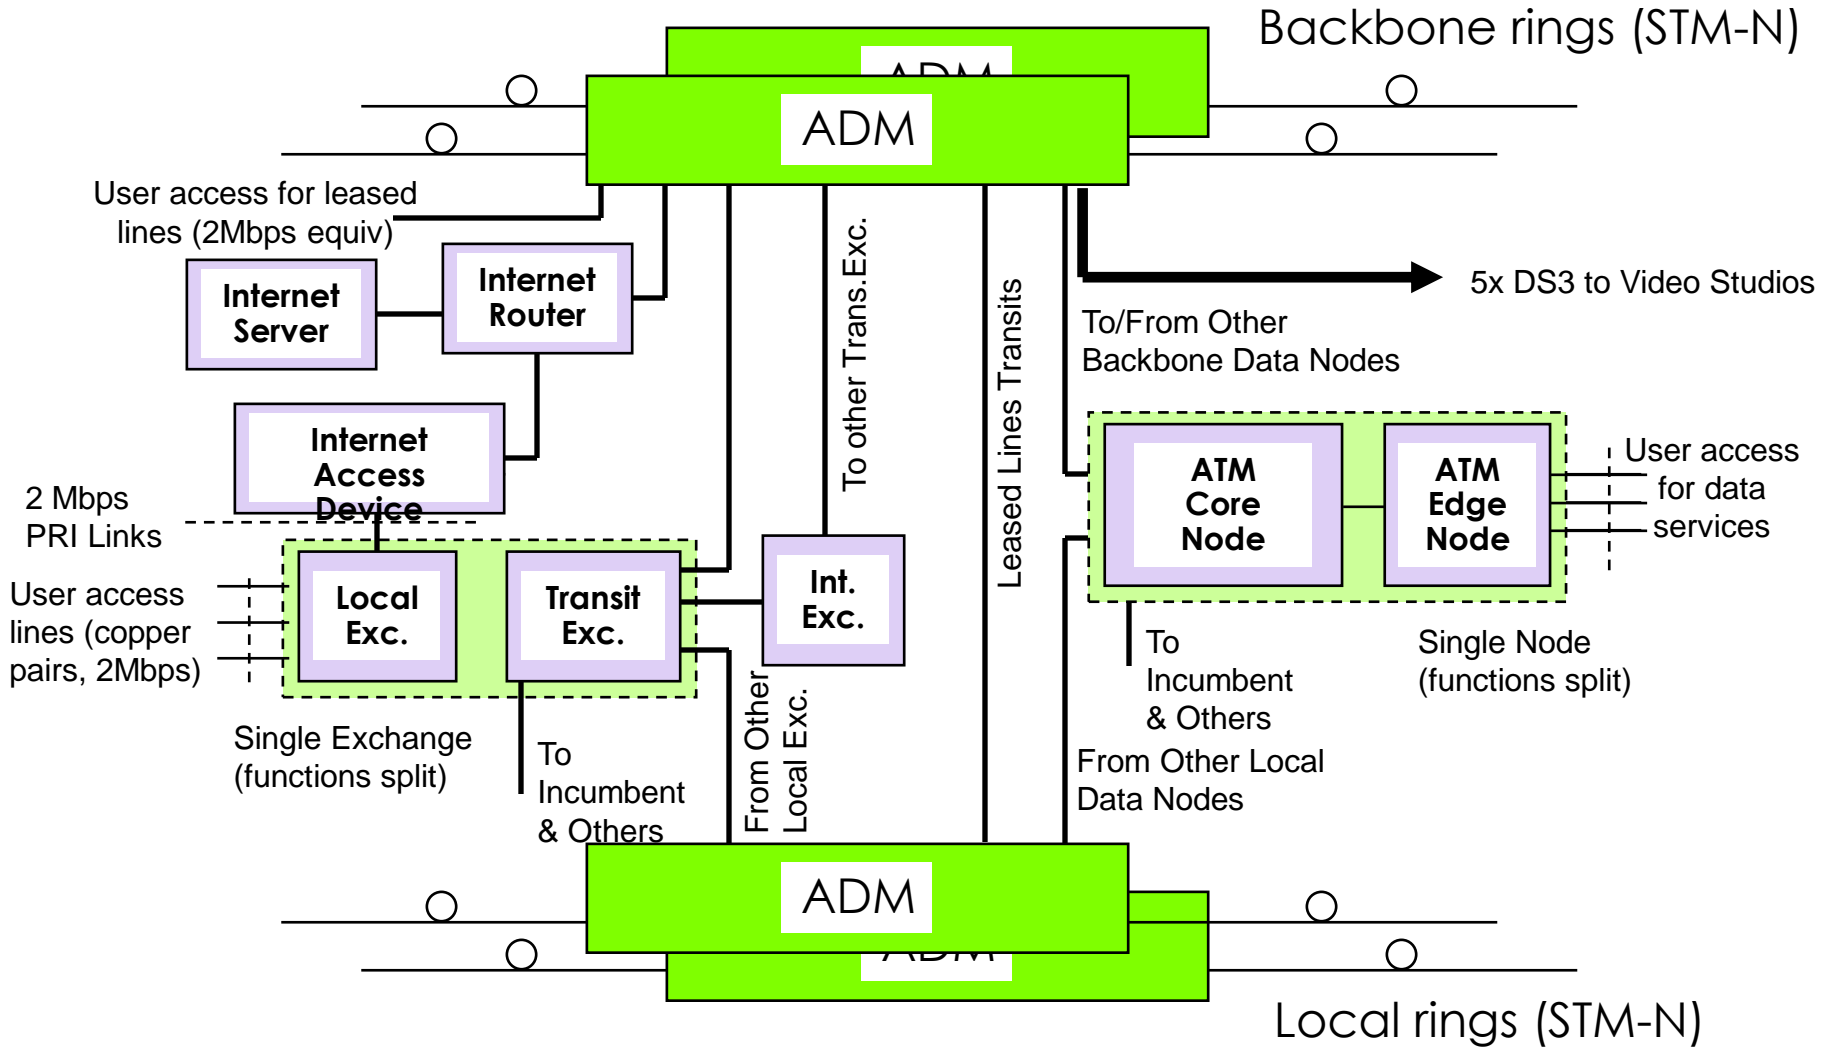 Backbone rings (STM-N)
ADM
ADM
User access for leased
lines (2Mbps equiv)
Internet
Server
Internet
Router
To other Trans.Exc.
Leased Lines Transits
5x DS3 to Video Studios
To/From Other
Backbone Data Nodes
Internet
Access
Device
2 Mbps
PRI Links
ATM
Core
Node
ATM
Edge
Node
User access
for data
services
User access
lines (copper
pairs, 2Mbps)
Local
Exc.
Transit
Exc.
Int.
Exc.
Single Exchange
(functions split)
To
Incumbent
& Others
From Other
Local Exc.
To
Incumbent
& Others
Single Node
(functions split)
From Other Local
Data Nodes
ADM
ADM
Local rings (STM-N)